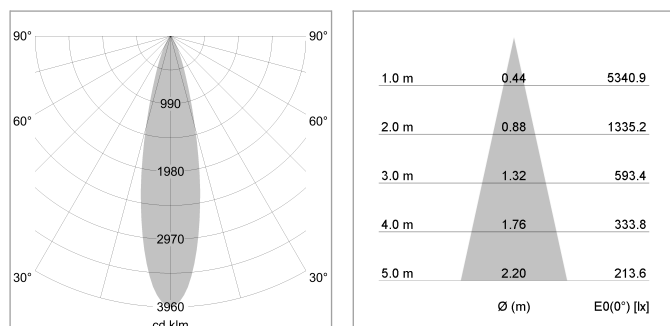 90° 90°
990
60° 60°
1980
2970
30° 30°
3960
cd klm
1.0 m 0.44 5340.9
2.0 m 0.88 1335.2
3.0 m 1.32 593.4
4.0 m 1.76 333.8
5.0 m 2.20 213.6
Ø (m) E0(0°) [lx]